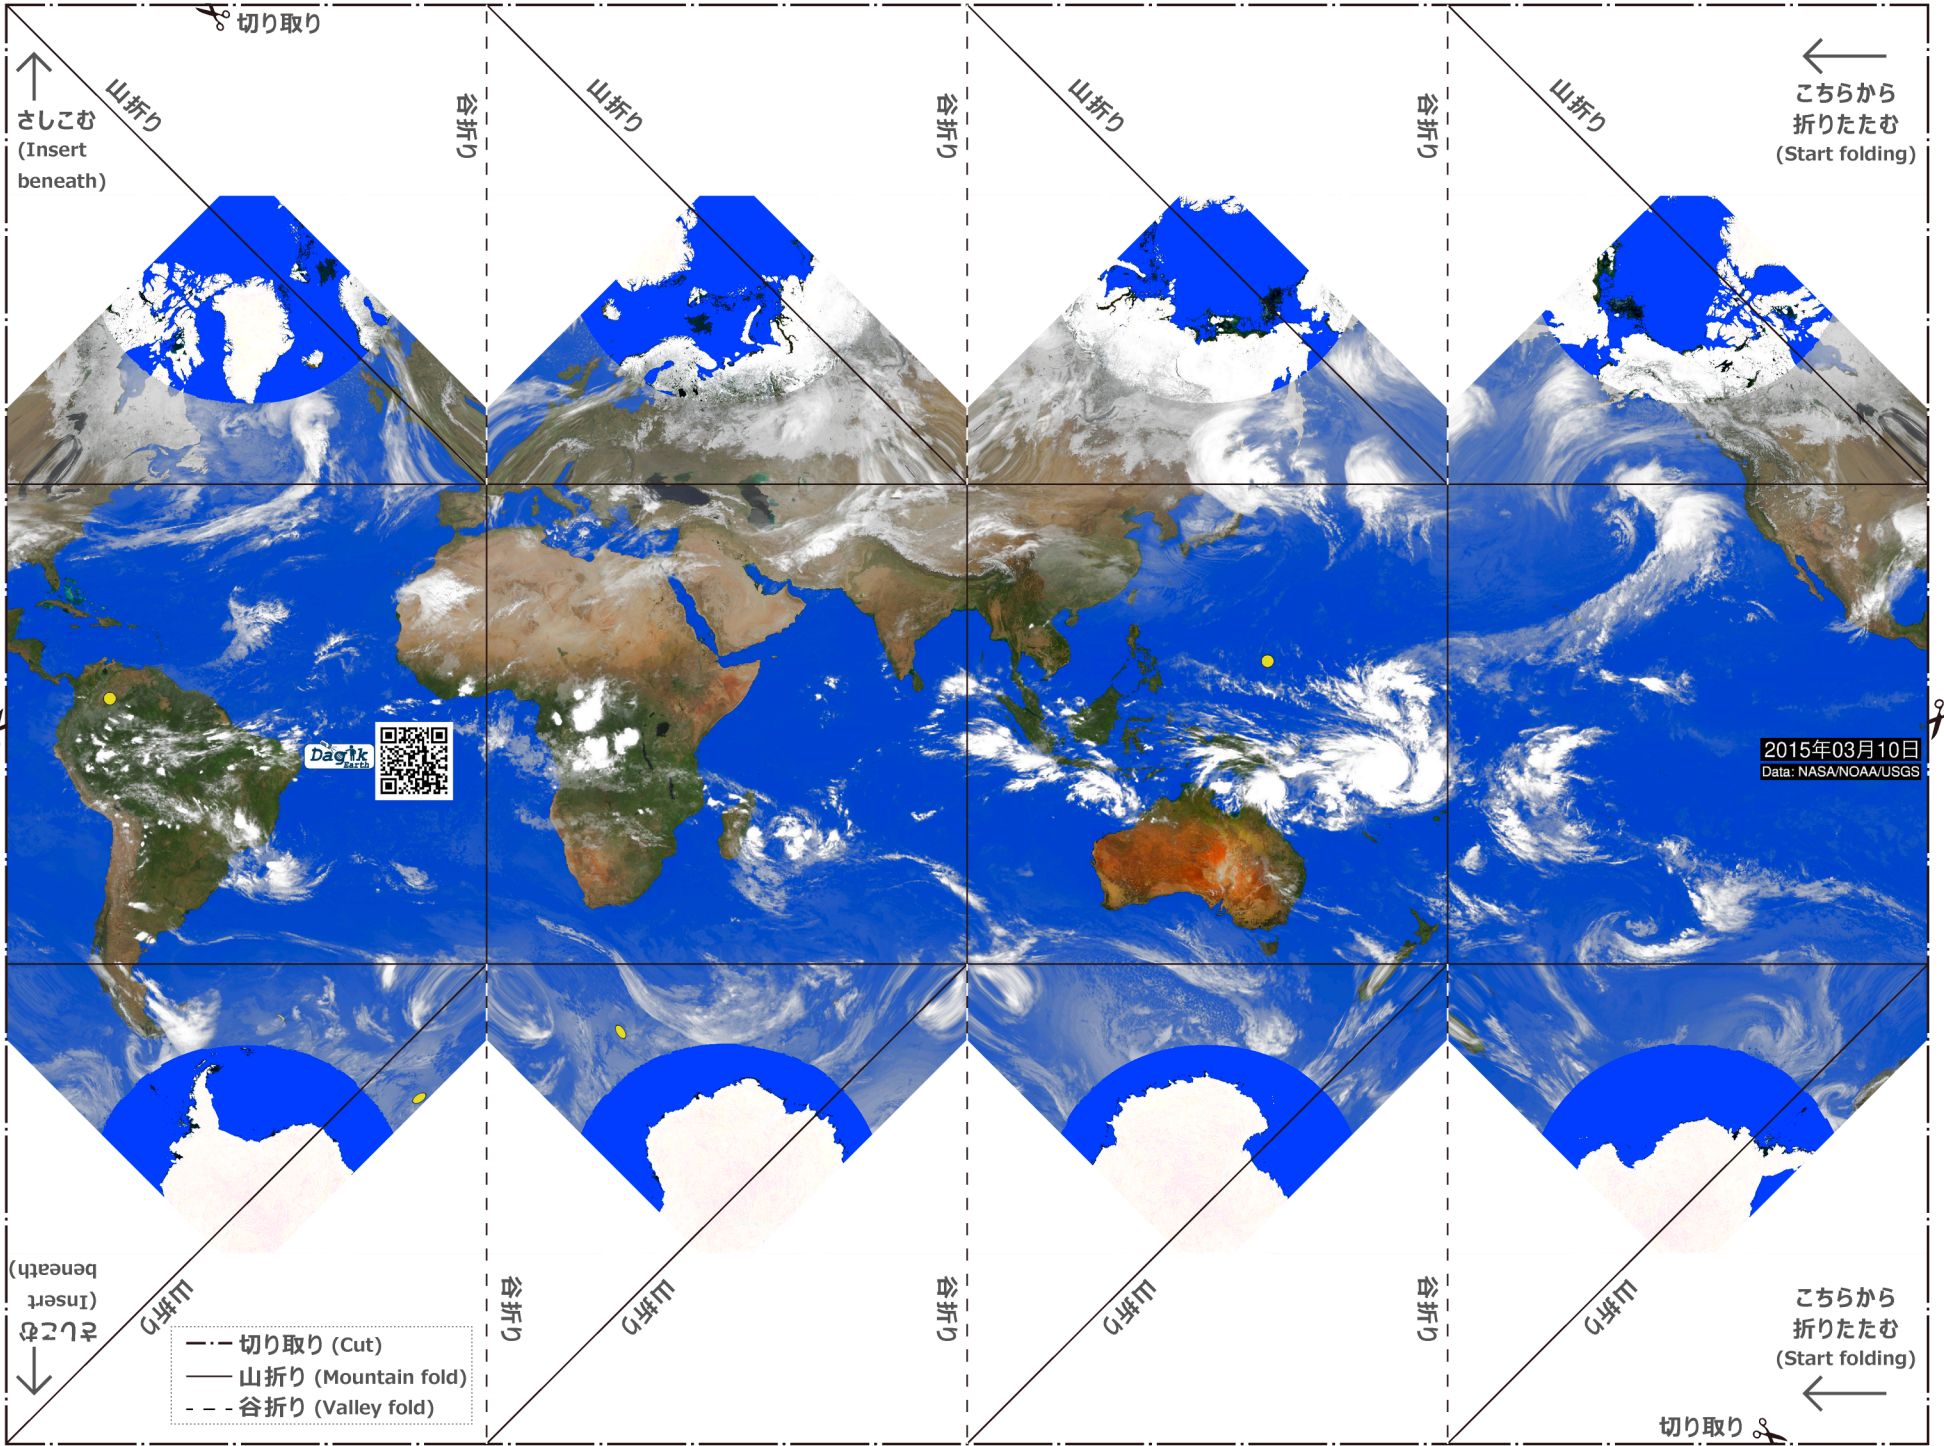 切り取り
山折り
山折り
山折り
山折り
谷折り
谷折り
谷折り
さしこむ
(Insert
beneath)
こちらから
折りたたむ
(Start folding)
Dagik
Earth
2015年03月10日
Data: NASA/NOAA/USGS
さしこむ
(Insert
beneath)
山折り
山折り
山折り
山折り
谷折り
谷折り
谷折り
切り取り (Cut)
山折り (Mountain fold)
谷折り (Valley fold)
こちらから
折りたたむ
(Start folding)
切り取り